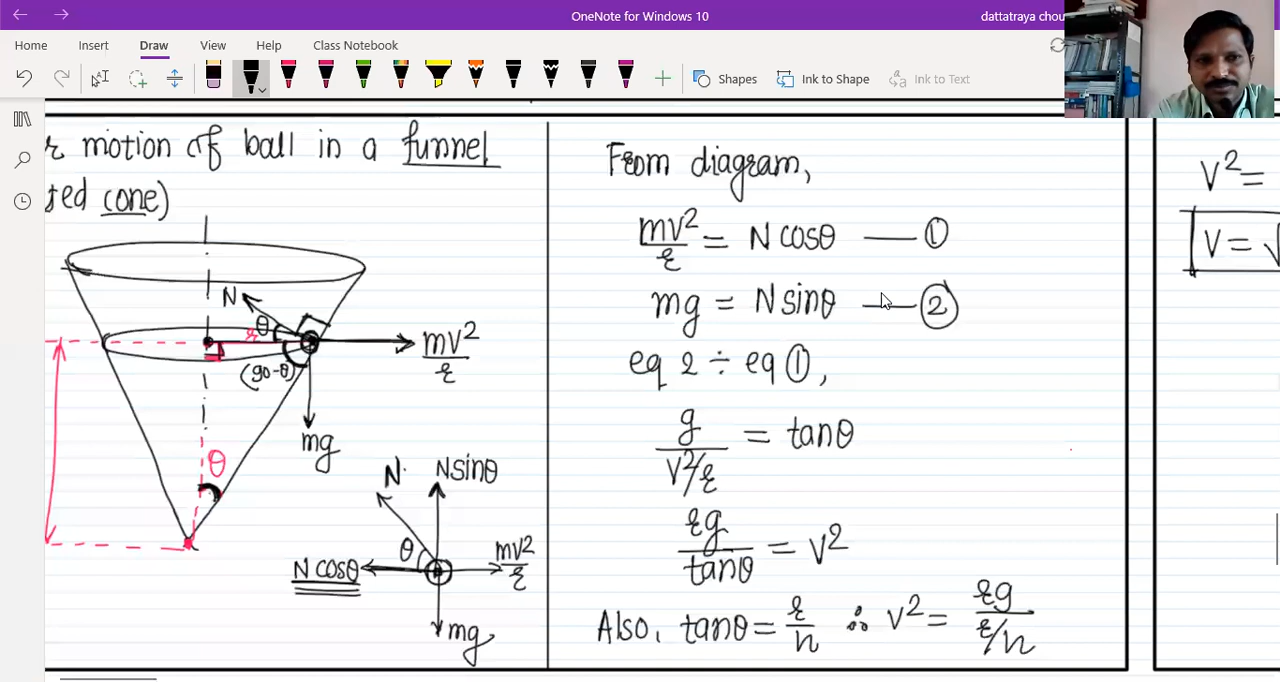 OneNote for Windows 10
dattatraya chou
Home Insert Draw View Help Class Notebook
Shapes Ink to Shape Ink to Text
r motion of ball in a funnel
ted cone)
N
θ
r
(90-θ)
mv²/r
mg
θ
N
Nsinθ
θ
N cosθ
mv²/r
mg
From diagram,
mv²/r = N cosθ — ①
mg = N sinθ — ②
eq 2 ÷ eq ①,
g/(v²/r) = tanθ
rg/tanθ = v²
Also, tanθ = r/h ∴ v² = rg/(r/h)
v² =
v = √